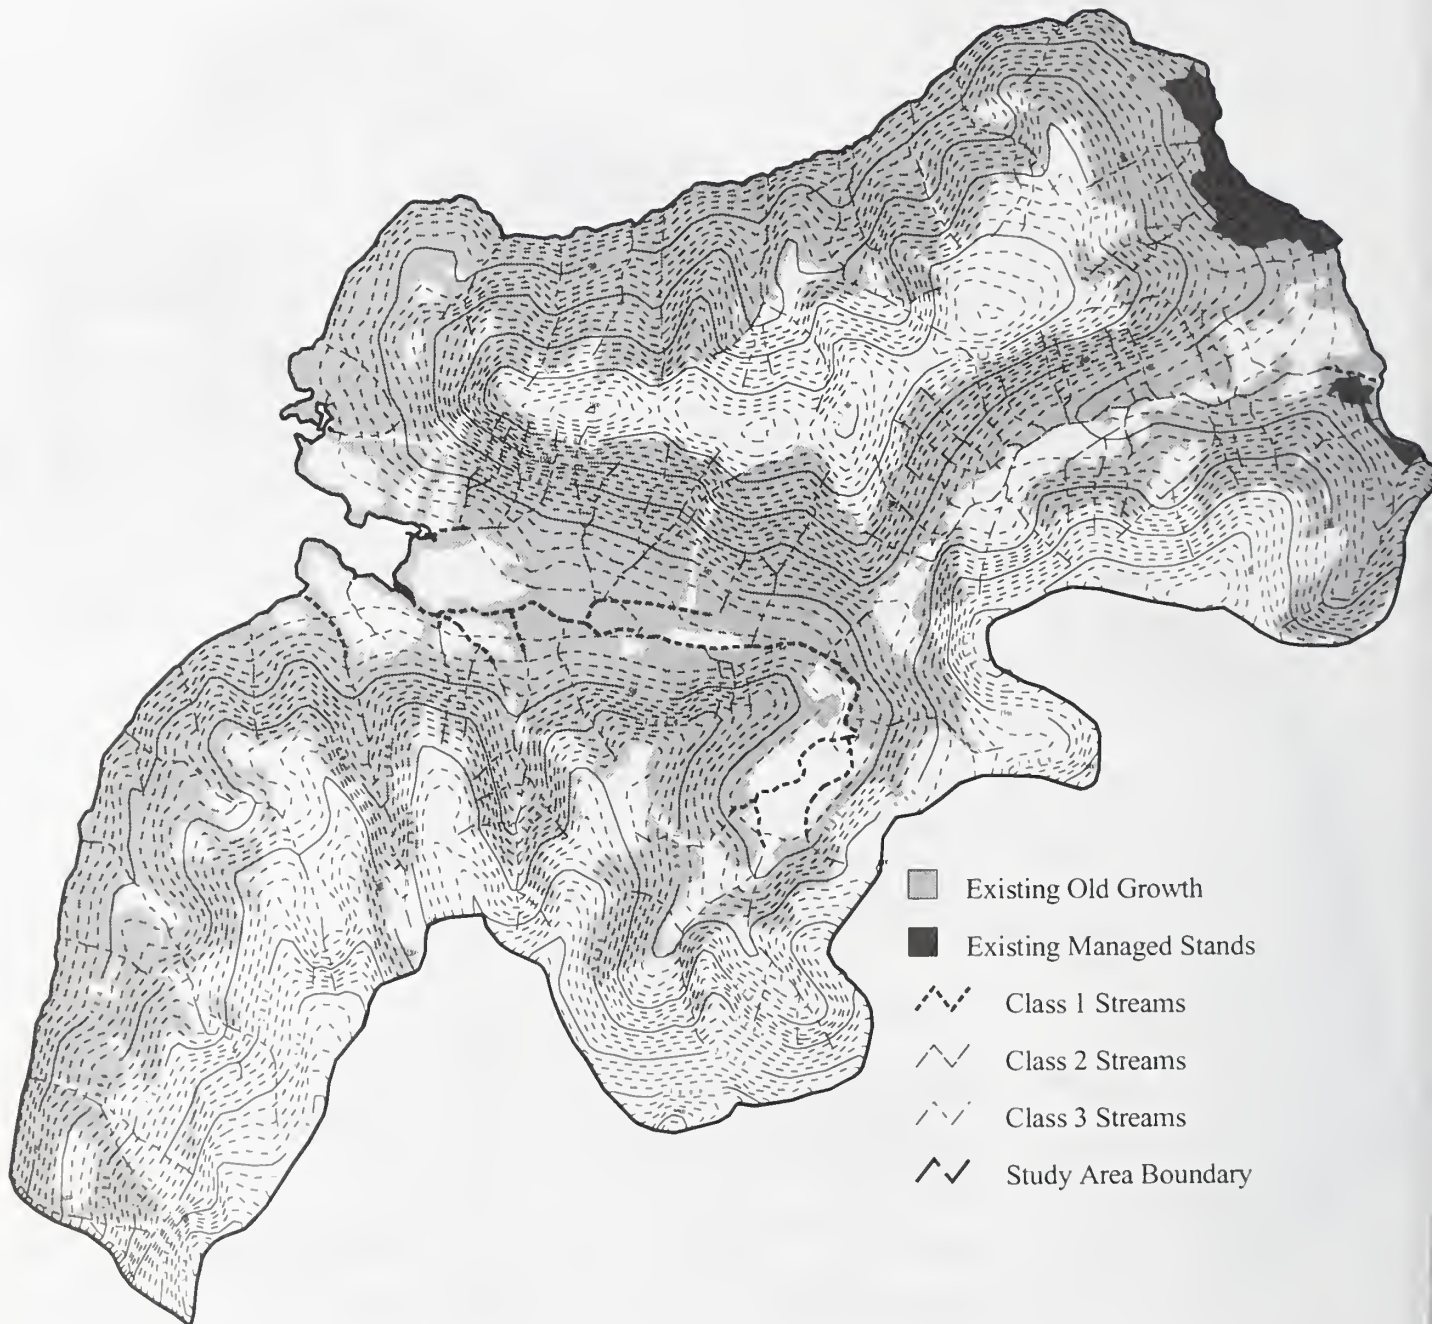 Existing Old Growth
Existing Managed Stands
Class 1 Streams
Class 2 Streams
Class 3 Streams
Study Area Boundary